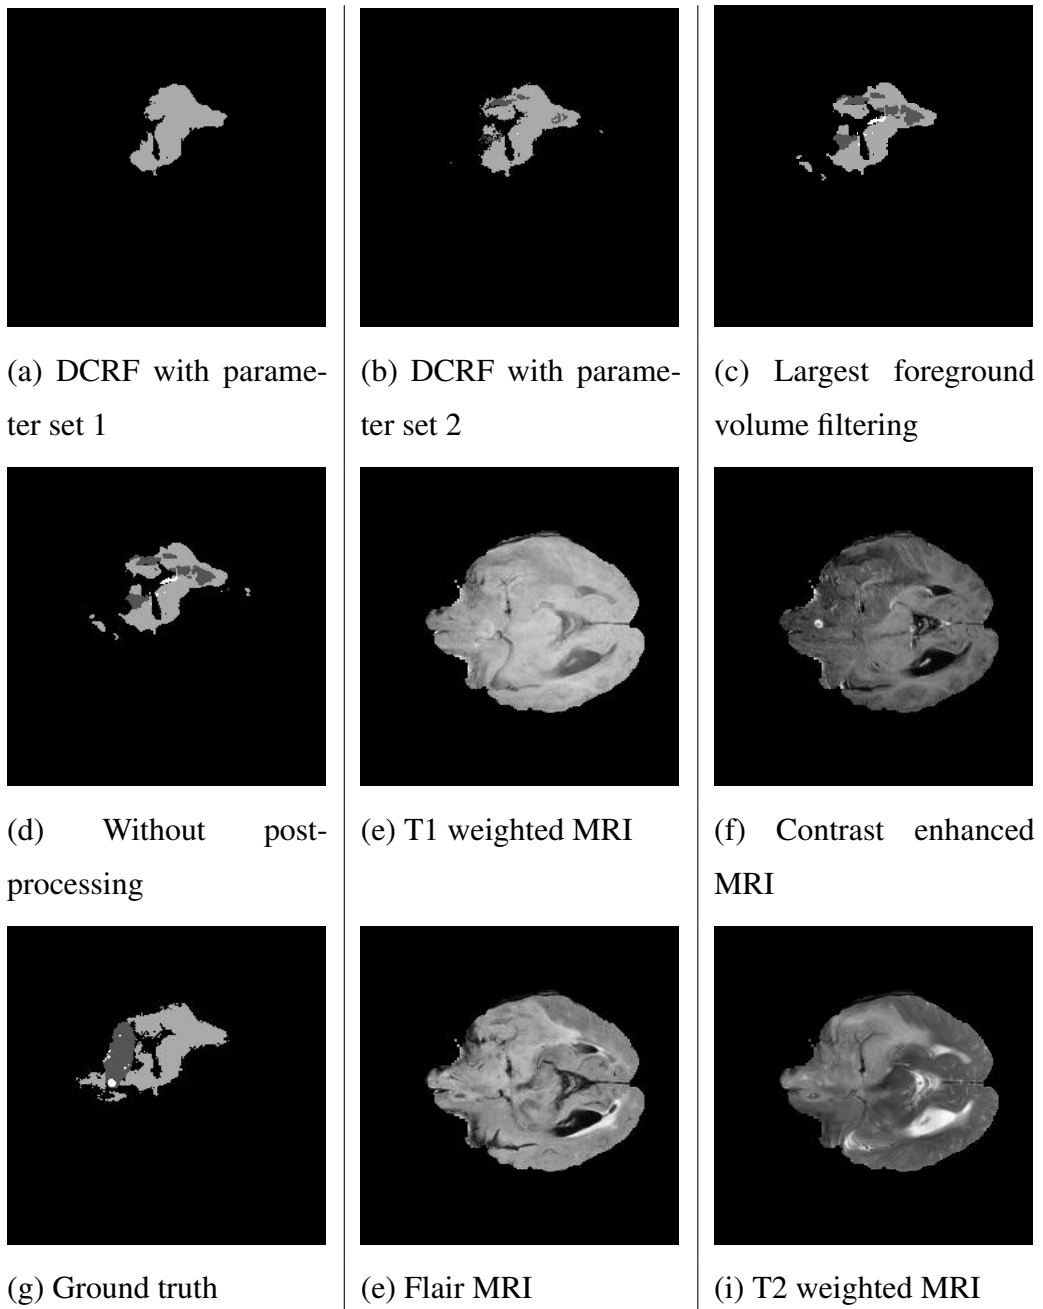 (a) DCRF with parame-
ter set 1
(b) DCRF with parame-
ter set 2
(c) Largest foreground
volume filtering
(d) Without post-
processing
(e) T1 weighted MRI
(f) Contrast enhanced
MRI
(g) Ground truth
(e) Flair MRI
(i) T2 weighted MRI